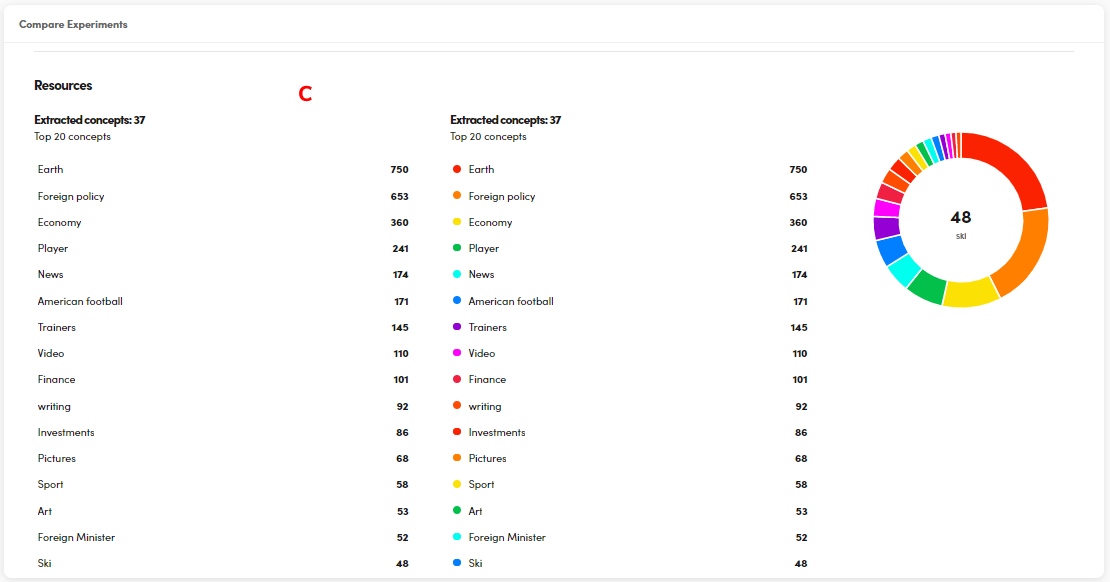 Compare Experiments
Resources
C
Extracted concepts: 37
Top 20 concepts
Earth 750
Foreign policy 653
Economy 360
Player 241
News 174
American football 171
Trainers 145
Video 110
Finance 101
writing 92
Investments 86
Pictures 68
Sport 58
Art 53
Foreign Minister 52
Ski 48
Extracted concepts: 37
Top 20 concepts
Earth 750
Foreign policy 653
Economy 360
Player 241
News 174
American football 171
Trainers 145
Video 110
Finance 101
writing 92
Investments 86
Pictures 68
Sport 58
Art 53
Foreign Minister 52
Ski 48
48
ski